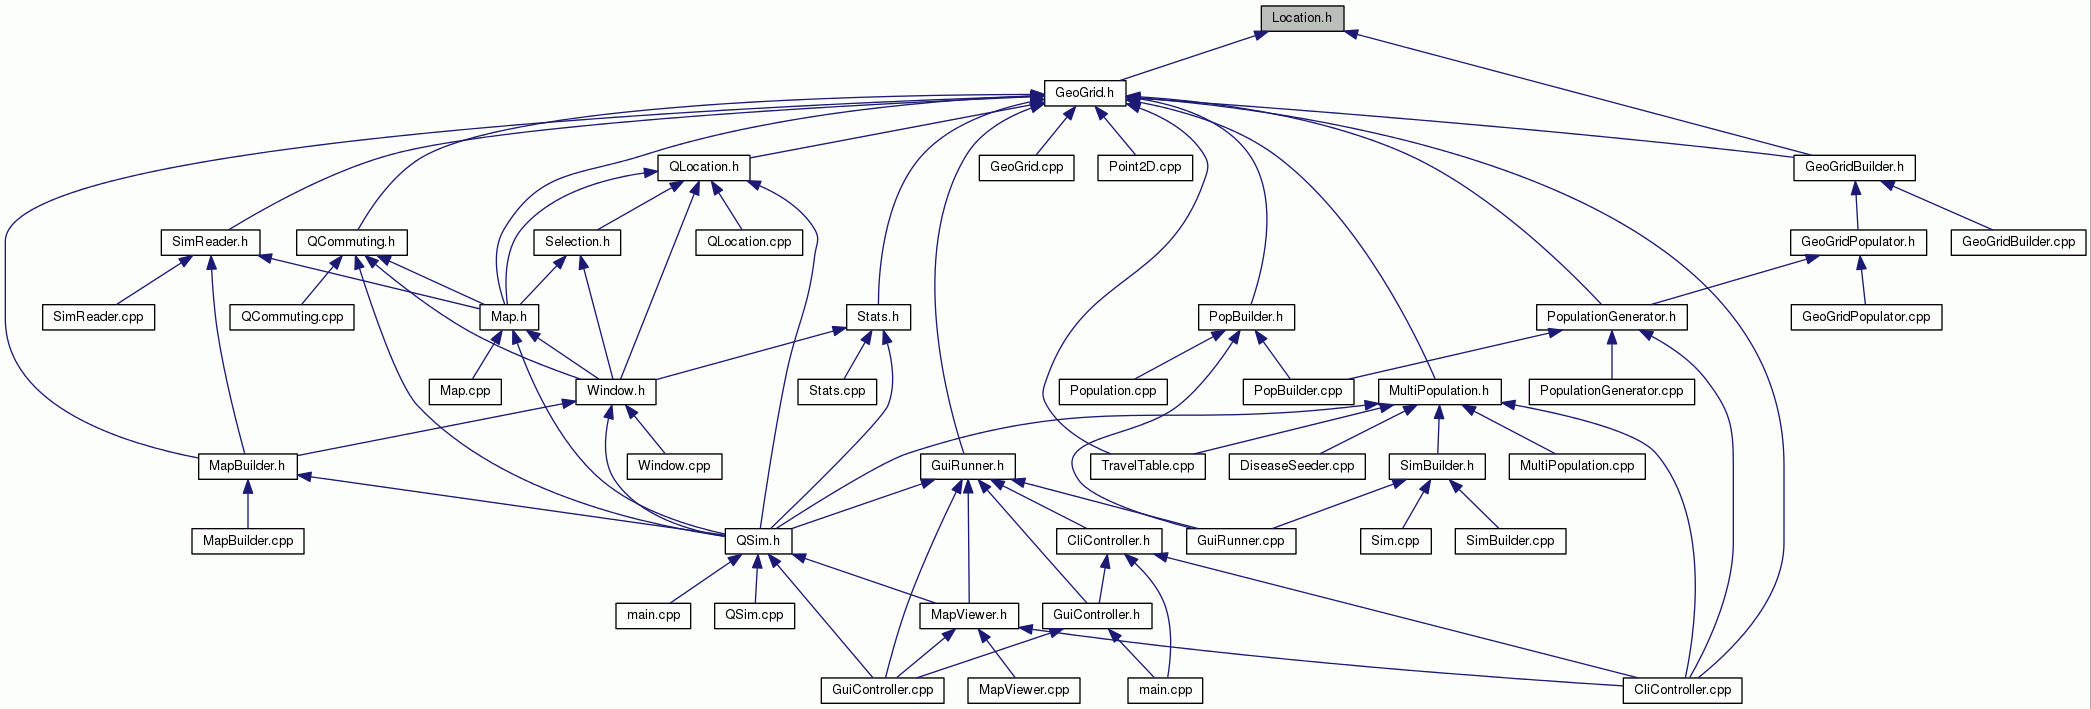 Location.h
GeoGrid.h
QLocation.h
GeoGrid.cpp
Point2D.cpp
GeoGridBuilder.h
SimReader.h
QCommuting.h
Selection.h
QLocation.cpp
GeoGridPopulator.h
GeoGridBuilder.cpp
SimReader.cpp
QCommuting.cpp
Map.h
Stats.h
PopBuilder.h
PopulationGenerator.h
GeoGridPopulator.cpp
Map.cpp
Window.h
Stats.cpp
Population.cpp
PopBuilder.cpp
MultiPopulation.h
PopulationGenerator.cpp
MapBuilder.h
Window.cpp
GuiRunner.h
TravelTable.cpp
DiseaseSeeder.cpp
SimBuilder.h
MultiPopulation.cpp
MapBuilder.cpp
QSim.h
CliController.h
GuiRunner.cpp
Sim.cpp
SimBuilder.cpp
main.cpp
QSim.cpp
MapViewer.h
GuiController.h
GuiController.cpp
MapViewer.cpp
main.cpp
CliController.cpp